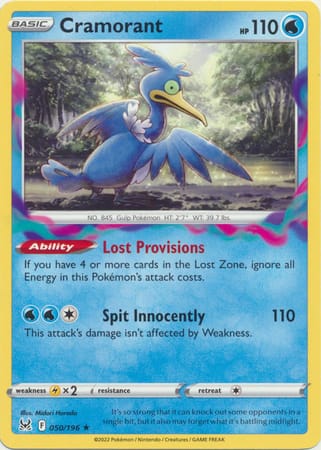 BASIC
Cramorant
HP 110
NO. 845 Gulp Pokémon HT: 2'7" WT: 39.7 lbs.
Ability Lost Provisions
If you have 4 or more cards in the Lost Zone, ignore all
Energy in this Pokémon's attack costs.
Spit Innocently 110
This attack's damage isn't affected by Weakness.
weakness ×2 resistance retreat
Illus. Midori Harada
F 050/196 ★
It's so strong that it can knock out some opponents in a
single hit, but it also may forget what it's battling midfight.
©2022 Pokémon / Nintendo / Creatures / GAME FREAK